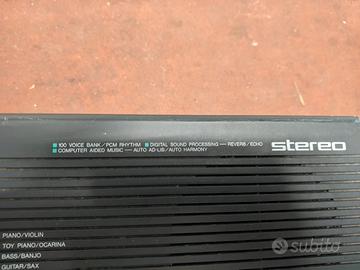 100 VOICE BANK/PCM RHYTHM ■ DIGITAL SOUND PROCESSING — REVERB/ECHO
COMPUTER AIDED MUSIC — AUTO AD-LIB/AUTO HARMONY
stereo
PIANO/VIOLIN
TOY PIANO/OCARINA
BASS/BANJO
GUITAR/SAX
subito